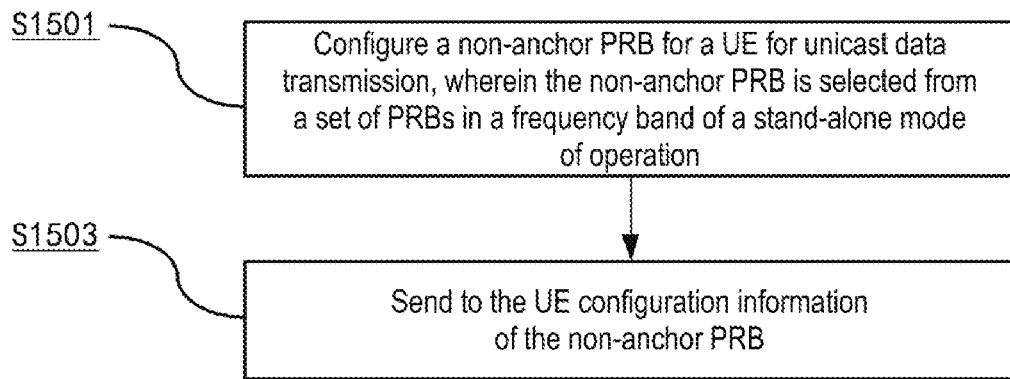 S1501
Configure a non-anchor PRB for a UE for unicast data
transmission, wherein the non-anchor PRB is selected from
a set of PRBs in a frequency band of a stand-alone mode
of operation
S1503
Send to the UE configuration information
of the non-anchor PRB